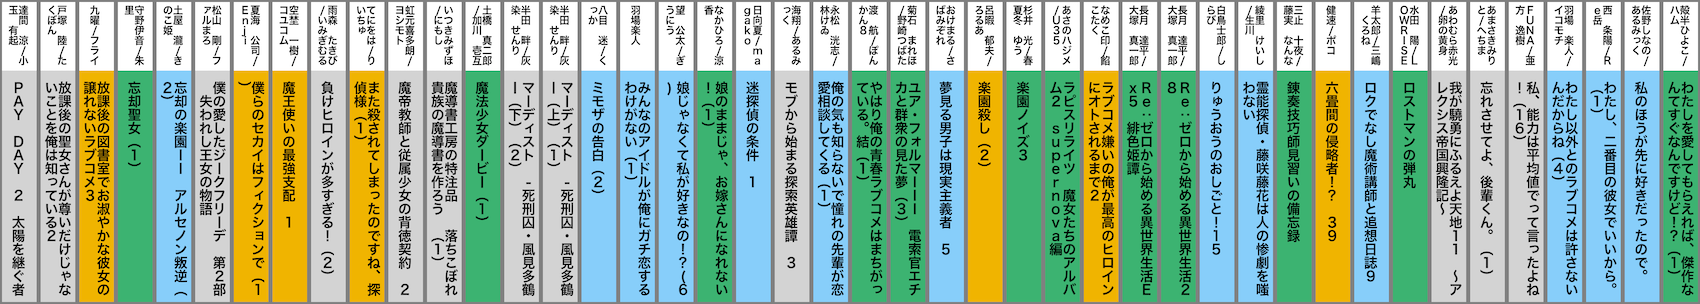 殻半ひよこ/
ハム
わたしを愛してもらえれば、傑作な
んてすぐなんですけど!?(1)
佐野しなの/
あるみっく
私のほうが先に好きだったので。
西 条陽/R
e岳
わたし、二番目の彼女でいいから。
羽場 楽人/
イコモチ
わたし以外とのラブコメは許さない
んだからね(4)
FUNA/亜
方 逸樹
私、能力は平均値でって言ったよね
!(16)
あまさきみり
と/へちま
忘れさせてよ、後輩くん。(1)
あわむら赤光
/卵の黄身
我が驍勇にふるえよ天地11 ~ア
レクシス帝国興隆記~
水田 陽/L
OWRISE
ロストマンの弾丸
羊太郎/三嶋
くろね
ロクでなし魔術講師と追想日誌9
健速/ポコ
六畳間の侵略者!? 39
三止 十夜/
藤実 なんな
錬奏技巧師見習いの備忘録
綾里 けいし
/生川
霊能探偵・藤咲藤花は人の惨劇を嗤
わない
白鳥士郎/し
らび
りゅうおうのおしごと!15
長月 達平/
大塚 真一郎
Re:ゼロから始める異世界生活2
8
長月 達平/
大塚 真一郎
Re:ゼロから始める異世界生活E
x5 緋色姫譚
なめこ印/餡
こたく
ラブコメ嫌いの俺が最高のヒロイン
にオトされるまで2
あさのハジメ
/U35
ラピスリライツ 魔女たちのアルバ
ム2 supernova編
杉井 光/春
夏冬 ゆう
楽園ノイズ3
呂暇 郁夫/
ろるあ
楽園殺し(2)
おけまる/さ
ばみぞれ
夢見る男子は現実主義者 5
菊石 まれほ
/野崎つばた
ユア・フォルマーーー 電索官エチ
カと群衆の見た夢(3)
渡 航/ぽん
かん8
やはり俺の青春ラブコメはまちがっ
ている。結(1)
永松 洸志/
林けゐ
俺の気も知らないで憧れの先輩が恋
愛相談してくる(1)
海翔/あるみ
っく
モブから始まる探索英雄譚 3
日向夏/ma
gako
迷探偵の条件 1
なかひろ/涼
香
娘のままじゃ、お嫁さんになれない
!(1)
望 公太/ぎ
うにう
娘じゃなくて私が好きなの!?(6
)
羽場楽人
みんなのアイドルが俺にガチ恋する
わけがない(1)
八目 迷/く
っか
ミモザの告白(2)
半田 畔/灰
染 せんり
マーディスト ‐死刑囚・風見多鶴
‐(上)(1)
半田 畔/灰
染 せんり
マーディスト ‐死刑囚・風見多鶴
‐(下)(2)
土橋 真二郎
/加川 壱互
魔法少女ダービー(1)
いつきみずほ
/にもし
魔導書工房の特注品 落ちこぼれ
貴族の魔導書を作ろう(1)
虹元喜多朗/
ヨシモト
魔帝教師と従属少女の背徳契約 2
てにをは/り
いちゅ
また殺されてしまったのですね、探
偵様(1)
雨森 たきび
/いみぎむる
負けヒロインが多すぎる!(2)
空埜 一樹/
コユコム
魔王使いの最強支配 1
夏海 公司/
Enji
僕らのセカイはフィクションで(1
)
松山 剛/フ
アルまろ
僕の愛したジークフリーデ 第2部
失われし王女の物語
土屋 瀧/き
のこ姫
忘却の楽園ーー アルセノン叛逆(
2)
守野伊音/朱
里
忘却聖女(1)
九曜/フライ
放課後の図書室でお淑やかな彼女の
譲れないラブコメ3
戸塚 陸/た
くぼん
放課後の聖女さんが尊いだけじゃな
いことを俺は知っている2
達間 涼/小
玉 有起
PAY DAY 2 太陽を継ぐ者